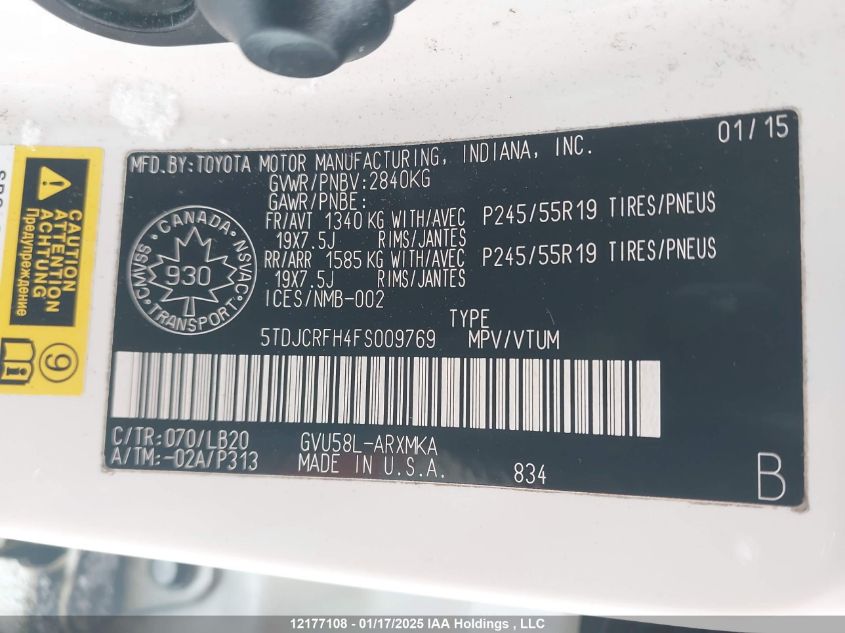 01/15
MFD.BY:TOYOTA MOTOR MANUFACTURING, INDIANA, INC.
GVWR/PNBV:2840KG
GAWR/PNBE:
FR/AVT 1340 KG WITH/AVEC P245/55R19 TIRES/PNEUS
19X7.5J RIMS/JANTES
RR/ARR 1585 KG WITH/AVEC P245/55R19 TIRES/PNEUS
19X7.5J RIMS/JANTES
ICES/NMB-002
CANADA
CMVSS 930 NSVAC
TRANSPORT
TYPE
5TDJCRFH4FS009769 MPV/VTUM
C/TR:070/LB20 GVU58L-ARXMKA
A/TM:-02A/P313 MADE IN U.S.A. 834
B
CAUTION
ATTENTION
ACHTUNG
Предупреждение
9
12177108 - 01/17/2025 IAA Holdings , LLC